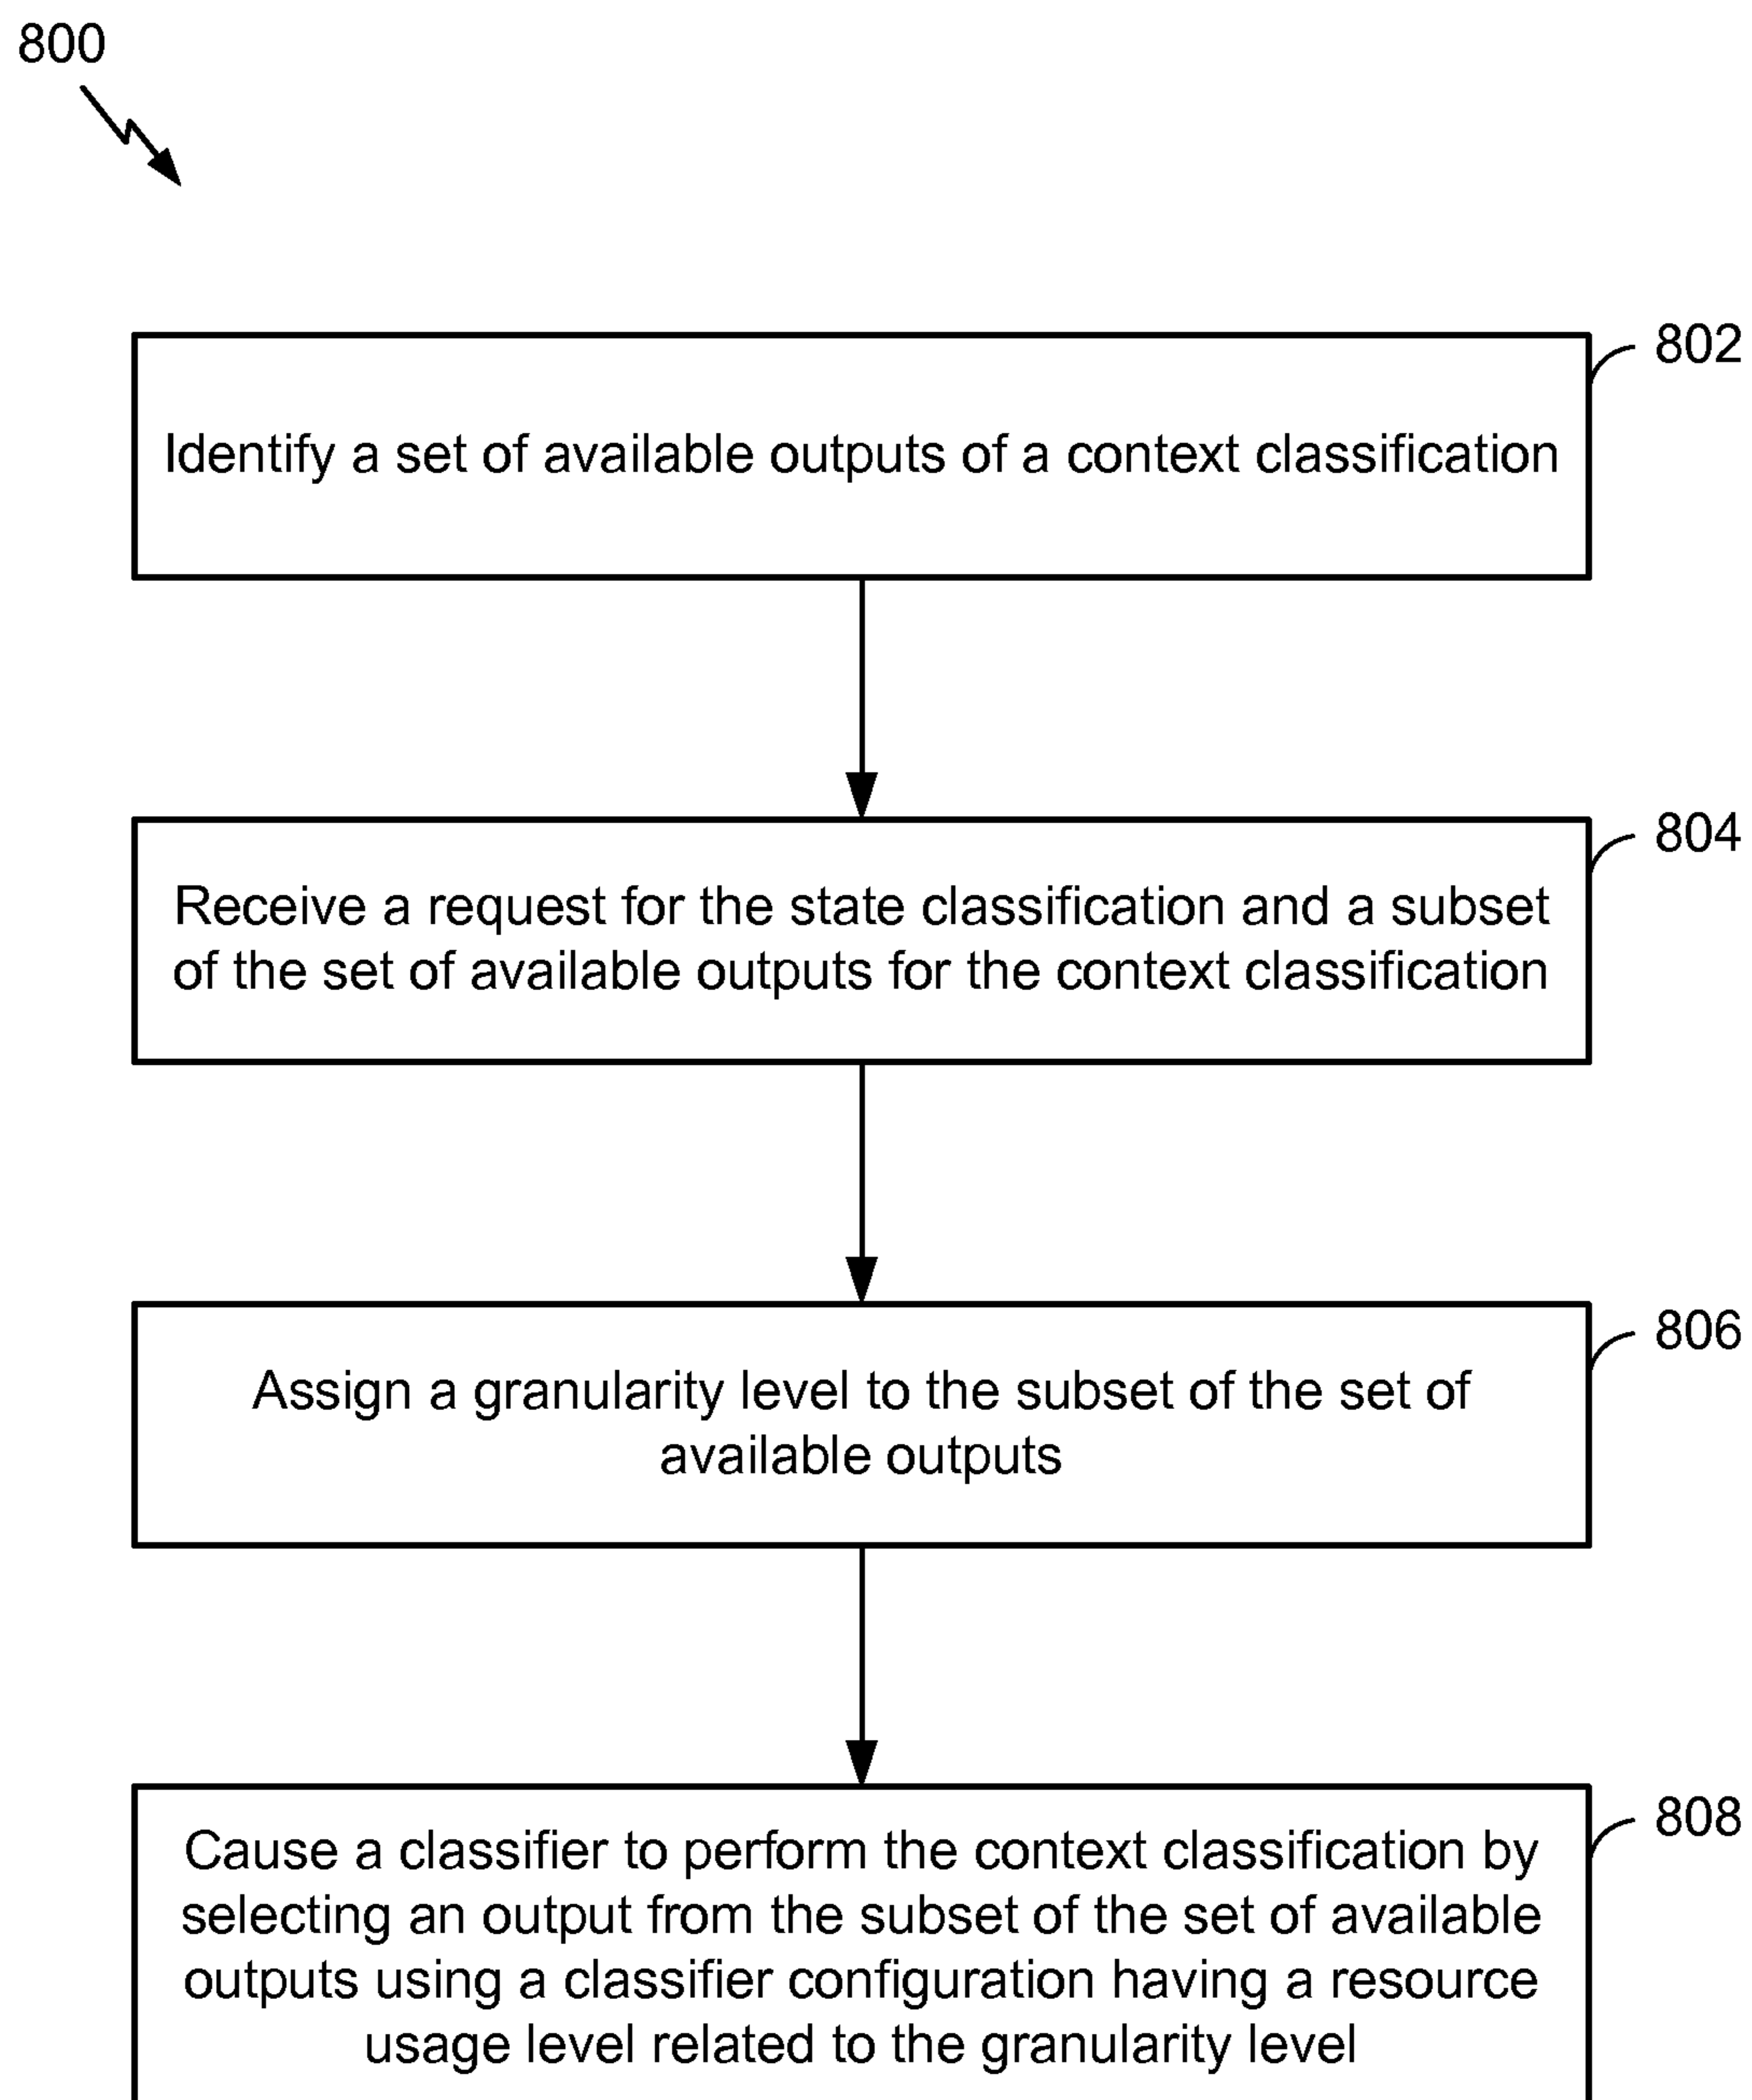 800
802
Identify a set of available outputs of a context classification
804
Receive a request for the state classification and a subset
of the set of available outputs for the context classification
806
Assign a granularity level to the subset of the set of
available outputs
808
Cause a classifier to perform the context classification by
selecting an output from the subset of the set of available
outputs using a classifier configuration having a resource
usage level related to the granularity level